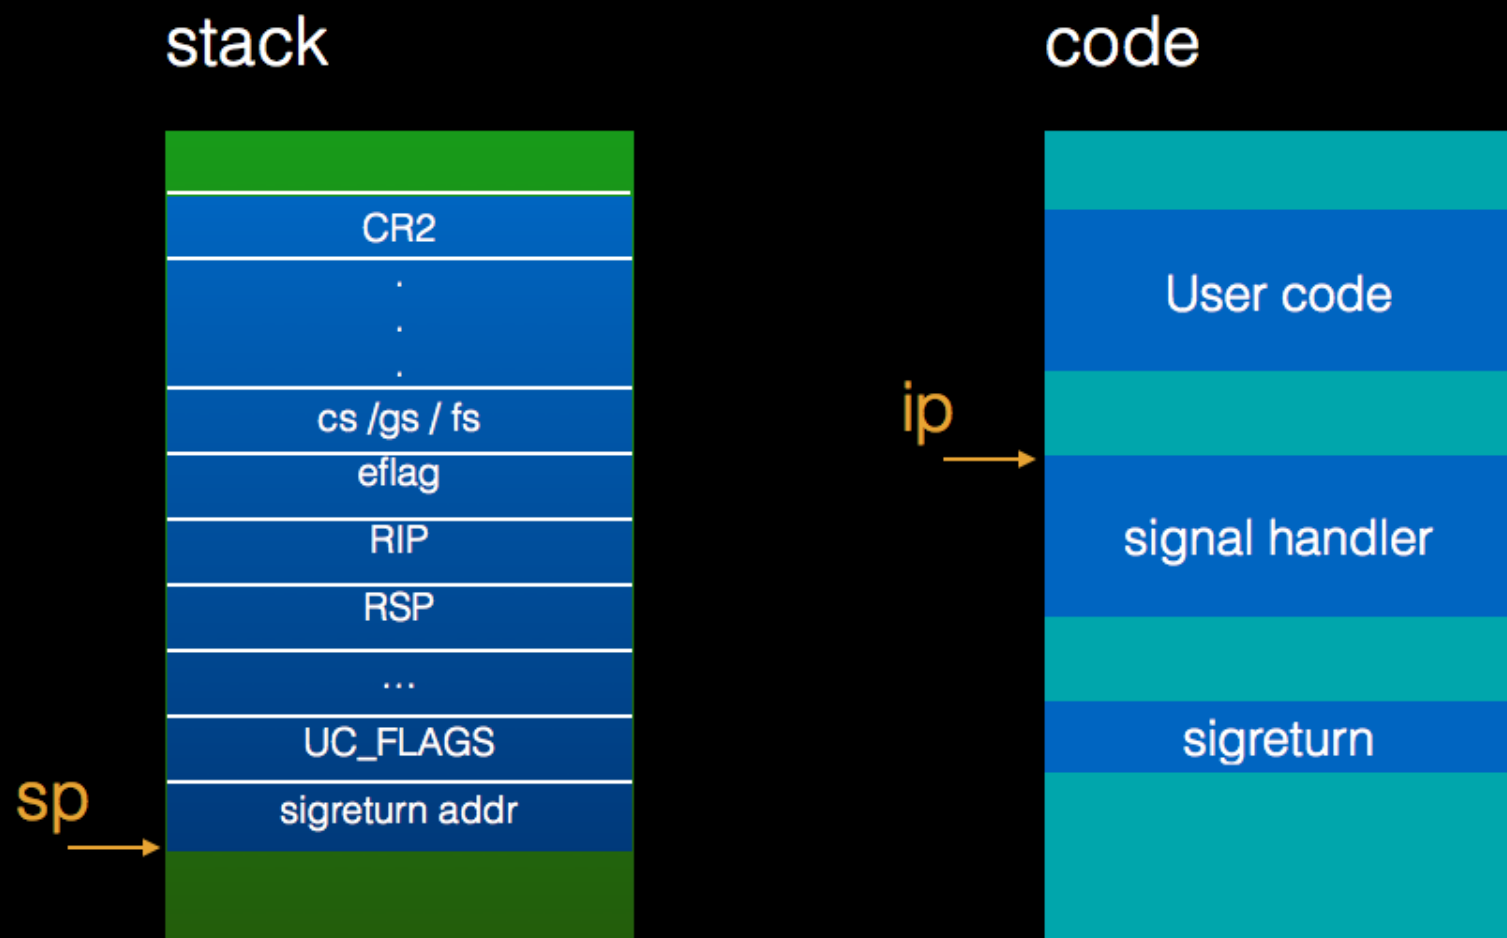 stack
code
CR2
.
.
.
cs /gs / fs
eflag
RIP
RSP
...
UC_FLAGS
sigreturn addr
sp
ip
User code
signal handler
sigreturn